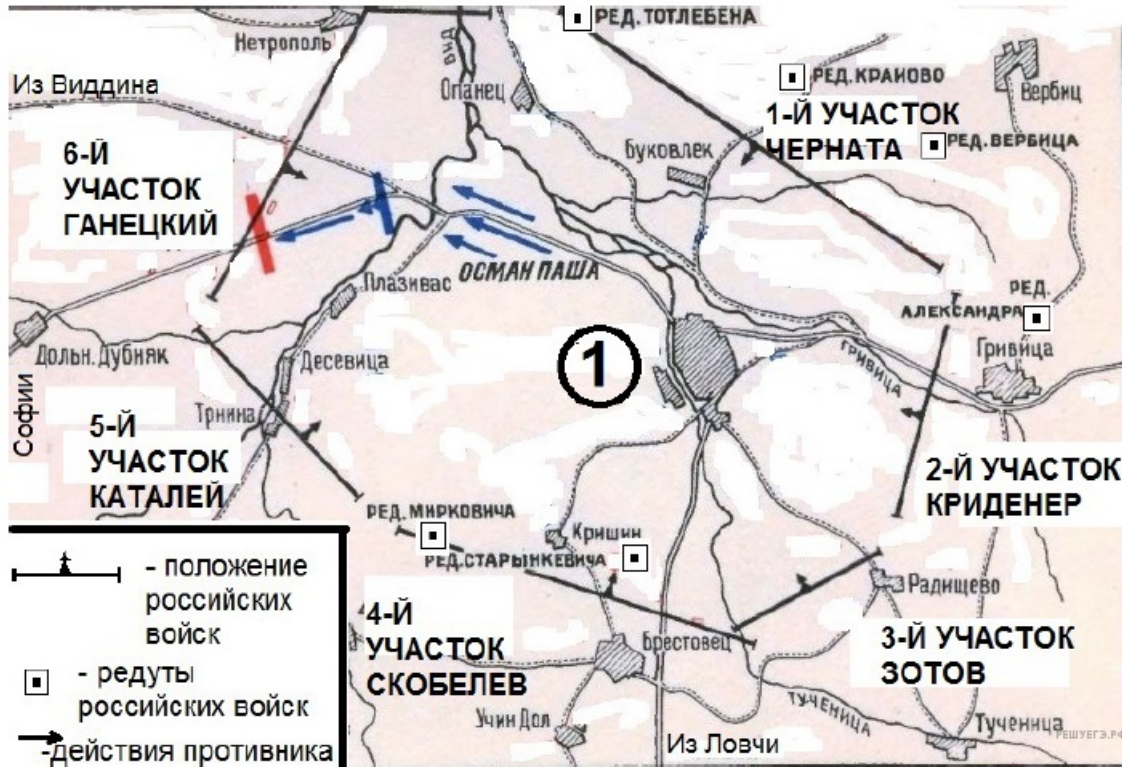 РЕД. ТОТЛЕБЕНА
Нетрополь
ВИД
Из Виддина
Опанец
РЕД. КРАНОВО
Вербиц
1-Й УЧАСТОК
ЧЕРНАТА
РЕД. ВЕРБИЦА
Буковлек
6-Й
УЧАСТОК
ГАНЕЦКИЙ
ОСМАН ПАША
Плазивас
РЕД.
АЛЕКСАНДРА
Гривица
ГРИВИЦА
Дольн. Дубняк
Десевица
1
Софии
Трнина
5-Й
УЧАСТОК
КАТАЛЕЙ
2-Й УЧАСТОК
КРИДЕНЕР
РЕД. МИРКОВИЧА
Кришин
РЕД. СТАРЫНКЕВИЧА
Радищево
4-Й
УЧАСТОК
СКОБЕЛЕВ
Брестовец
3-Й УЧАСТОК
ЗОТОВ
ТУЧЕНИЦА
Учин Дол
Тученица
Из Ловчи
РЕШУЕГЭ.РФ
- положение
российских
войск
- редуты
российских войск
-действия противника